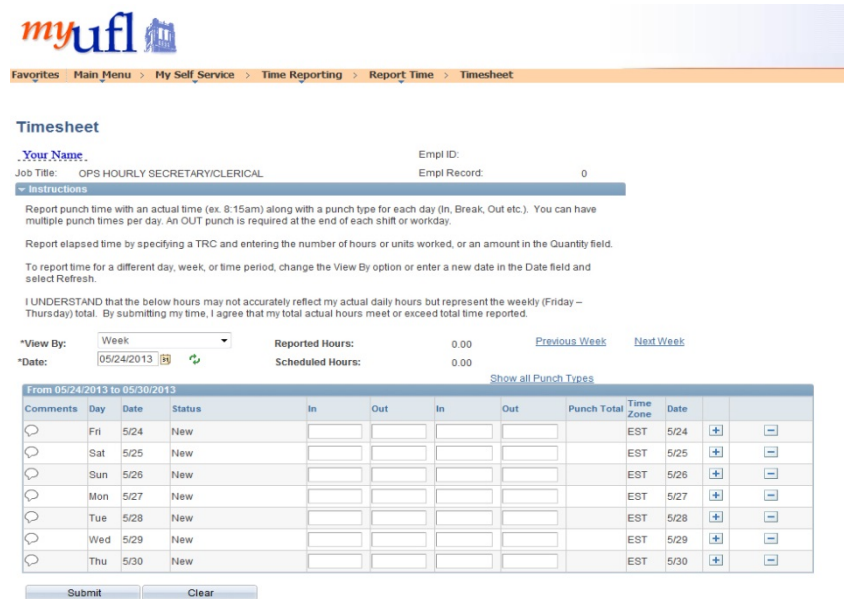 myufl
Favorites Main Menu > My Self Service > Time Reporting > Report Time > Timesheet
Timesheet
Your Name
Empl ID:
Job Title: OPS HOURLY SECRETARY/CLERICAL Empl Record: 0
Instructions
Report punch time with an actual time (ex. 8:15am) along with a punch type for each day (In, Break, Out etc.). You can have
multiple punch times per day. An OUT punch is required at the end of each shift or workday.
Report elapsed time by specifying a TRC and entering the number of hours or units worked, or an amount in the Quantity field.
To report time for a different day, week, or time period, change the View By option or enter a new date in the Date field and
select Refresh.
I UNDERSTAND that the below hours may not accurately reflect my actual daily hours but represent the weekly (Friday –
Thursday) total. By submitting my time, I agree that my total actual hours meet or exceed total time reported.
*View By: Week Reported Hours: 0.00 Previous Week Next Week
*Date: 05/24/2013 Scheduled Hours: 0.00
Show all Punch Types
From 05/24/2013 to 05/30/2013
Comments Day Date Status In Out In Out Punch Total Time Zone Date
Fri 5/24 New EST 5/24
Sat 5/25 New EST 5/25
Sun 5/26 New EST 5/26
Mon 5/27 New EST 5/27
Tue 5/28 New EST 5/28
Wed 5/29 New EST 5/29
Thu 5/30 New EST 5/30
Submit Clear